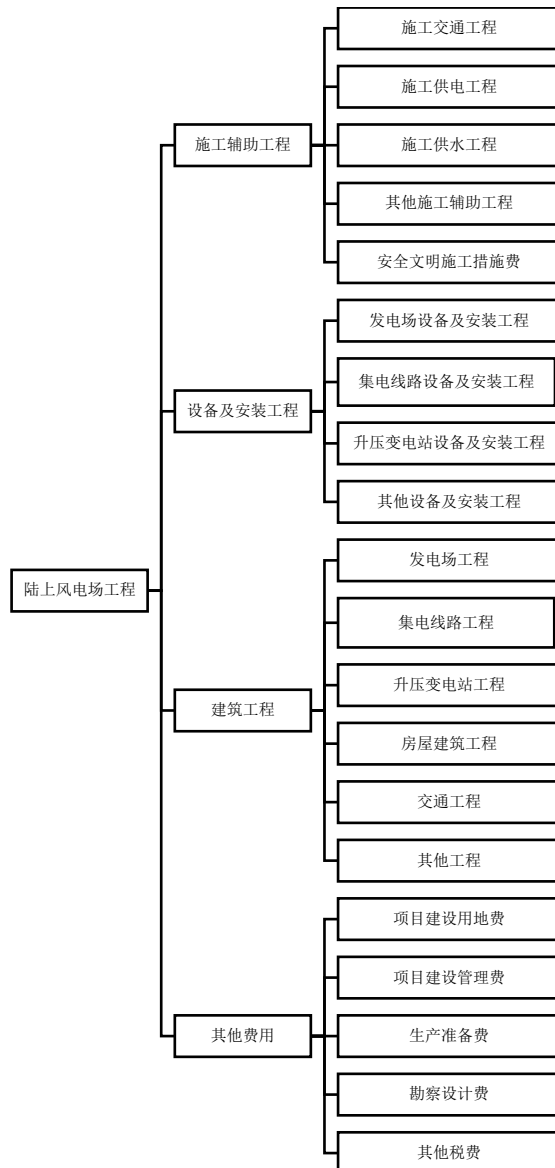 陆上风电场工程
施工辅助工程
施工交通工程
施工供电工程
施工供水工程
其他施工辅助工程
安全文明施工措施费
设备及安装工程
发电场设备及安装工程
集电线路设备及安装工程
升压变电站设备及安装工程
其他设备及安装工程
建筑工程
发电场工程
集电线路工程
升压变电站工程
房屋建筑工程
交通工程
其他工程
其他费用
项目建设用地费
项目建设管理费
生产准备费
勘察设计费
其他税费